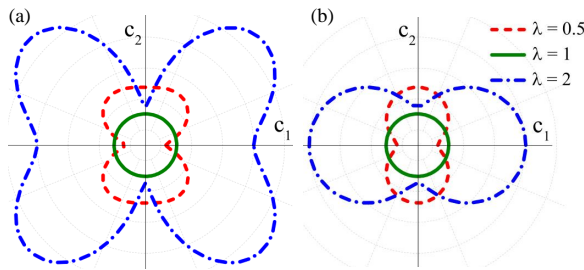 (a)
c2
c1
(b)
c2
c1
λ = 0.5
λ = 1
λ = 2